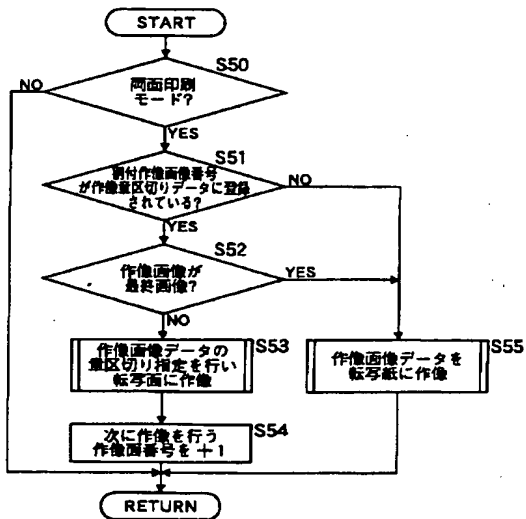 START
S50
両面印刷
モード?
NO
YES
S51
割付作像画像番号
が作像章区切りデータに登録
されている?
NO
YES
S52
作像画像が
最終画像?
YES
NO
S53
作像画像データの
章区切り指定を行い
転写面に作像
S55
作像画像データを
転写紙に作像
S54
次に作像を行う
作像面番号を+1
RETURN